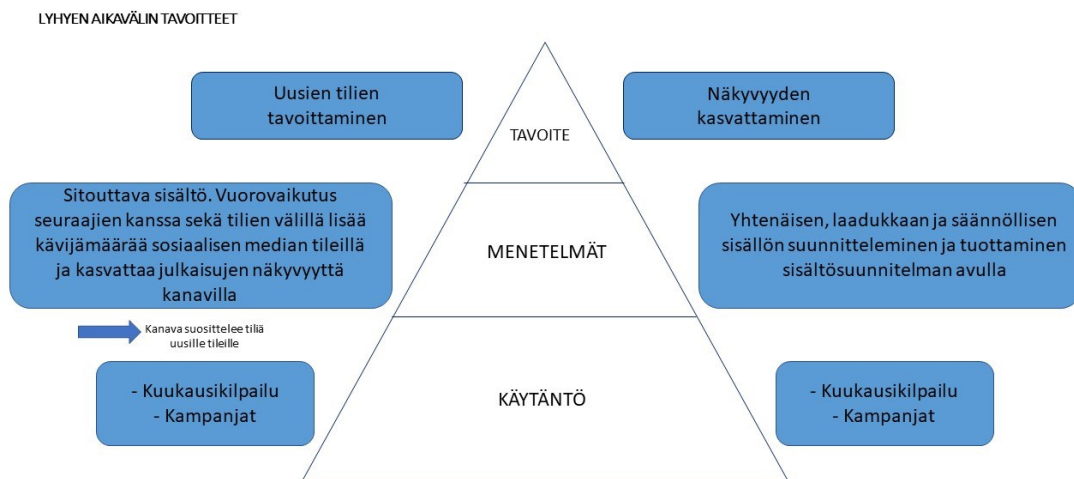 LYHYEN AIKAVÄLIN TAVOITTEET
Uusien tilien
tavoittaminen
TAVOITE
Näkyvyyden
kasvattaminen
Sitouttava sisältö. Vuorovaikutus
seuraajien kanssa sekä tilien välillä lisää
kävijämäärää sosiaalisen median tileillä
ja kasvattaa julkaisujen näkyvyyttä
kanavilla
MENETELMÄT
Yhtenäisen, laadukkaan ja säännöllisen
sisällön suunnitteleminen ja tuottaminen
sisältösuunnitelman avulla
Kanava suosittelee tiliä
uusille tileille
- Kuukausikilpailu
- Kampanjat
KÄYTÄNTÖ
- Kuukausikilpailu
- Kampanjat